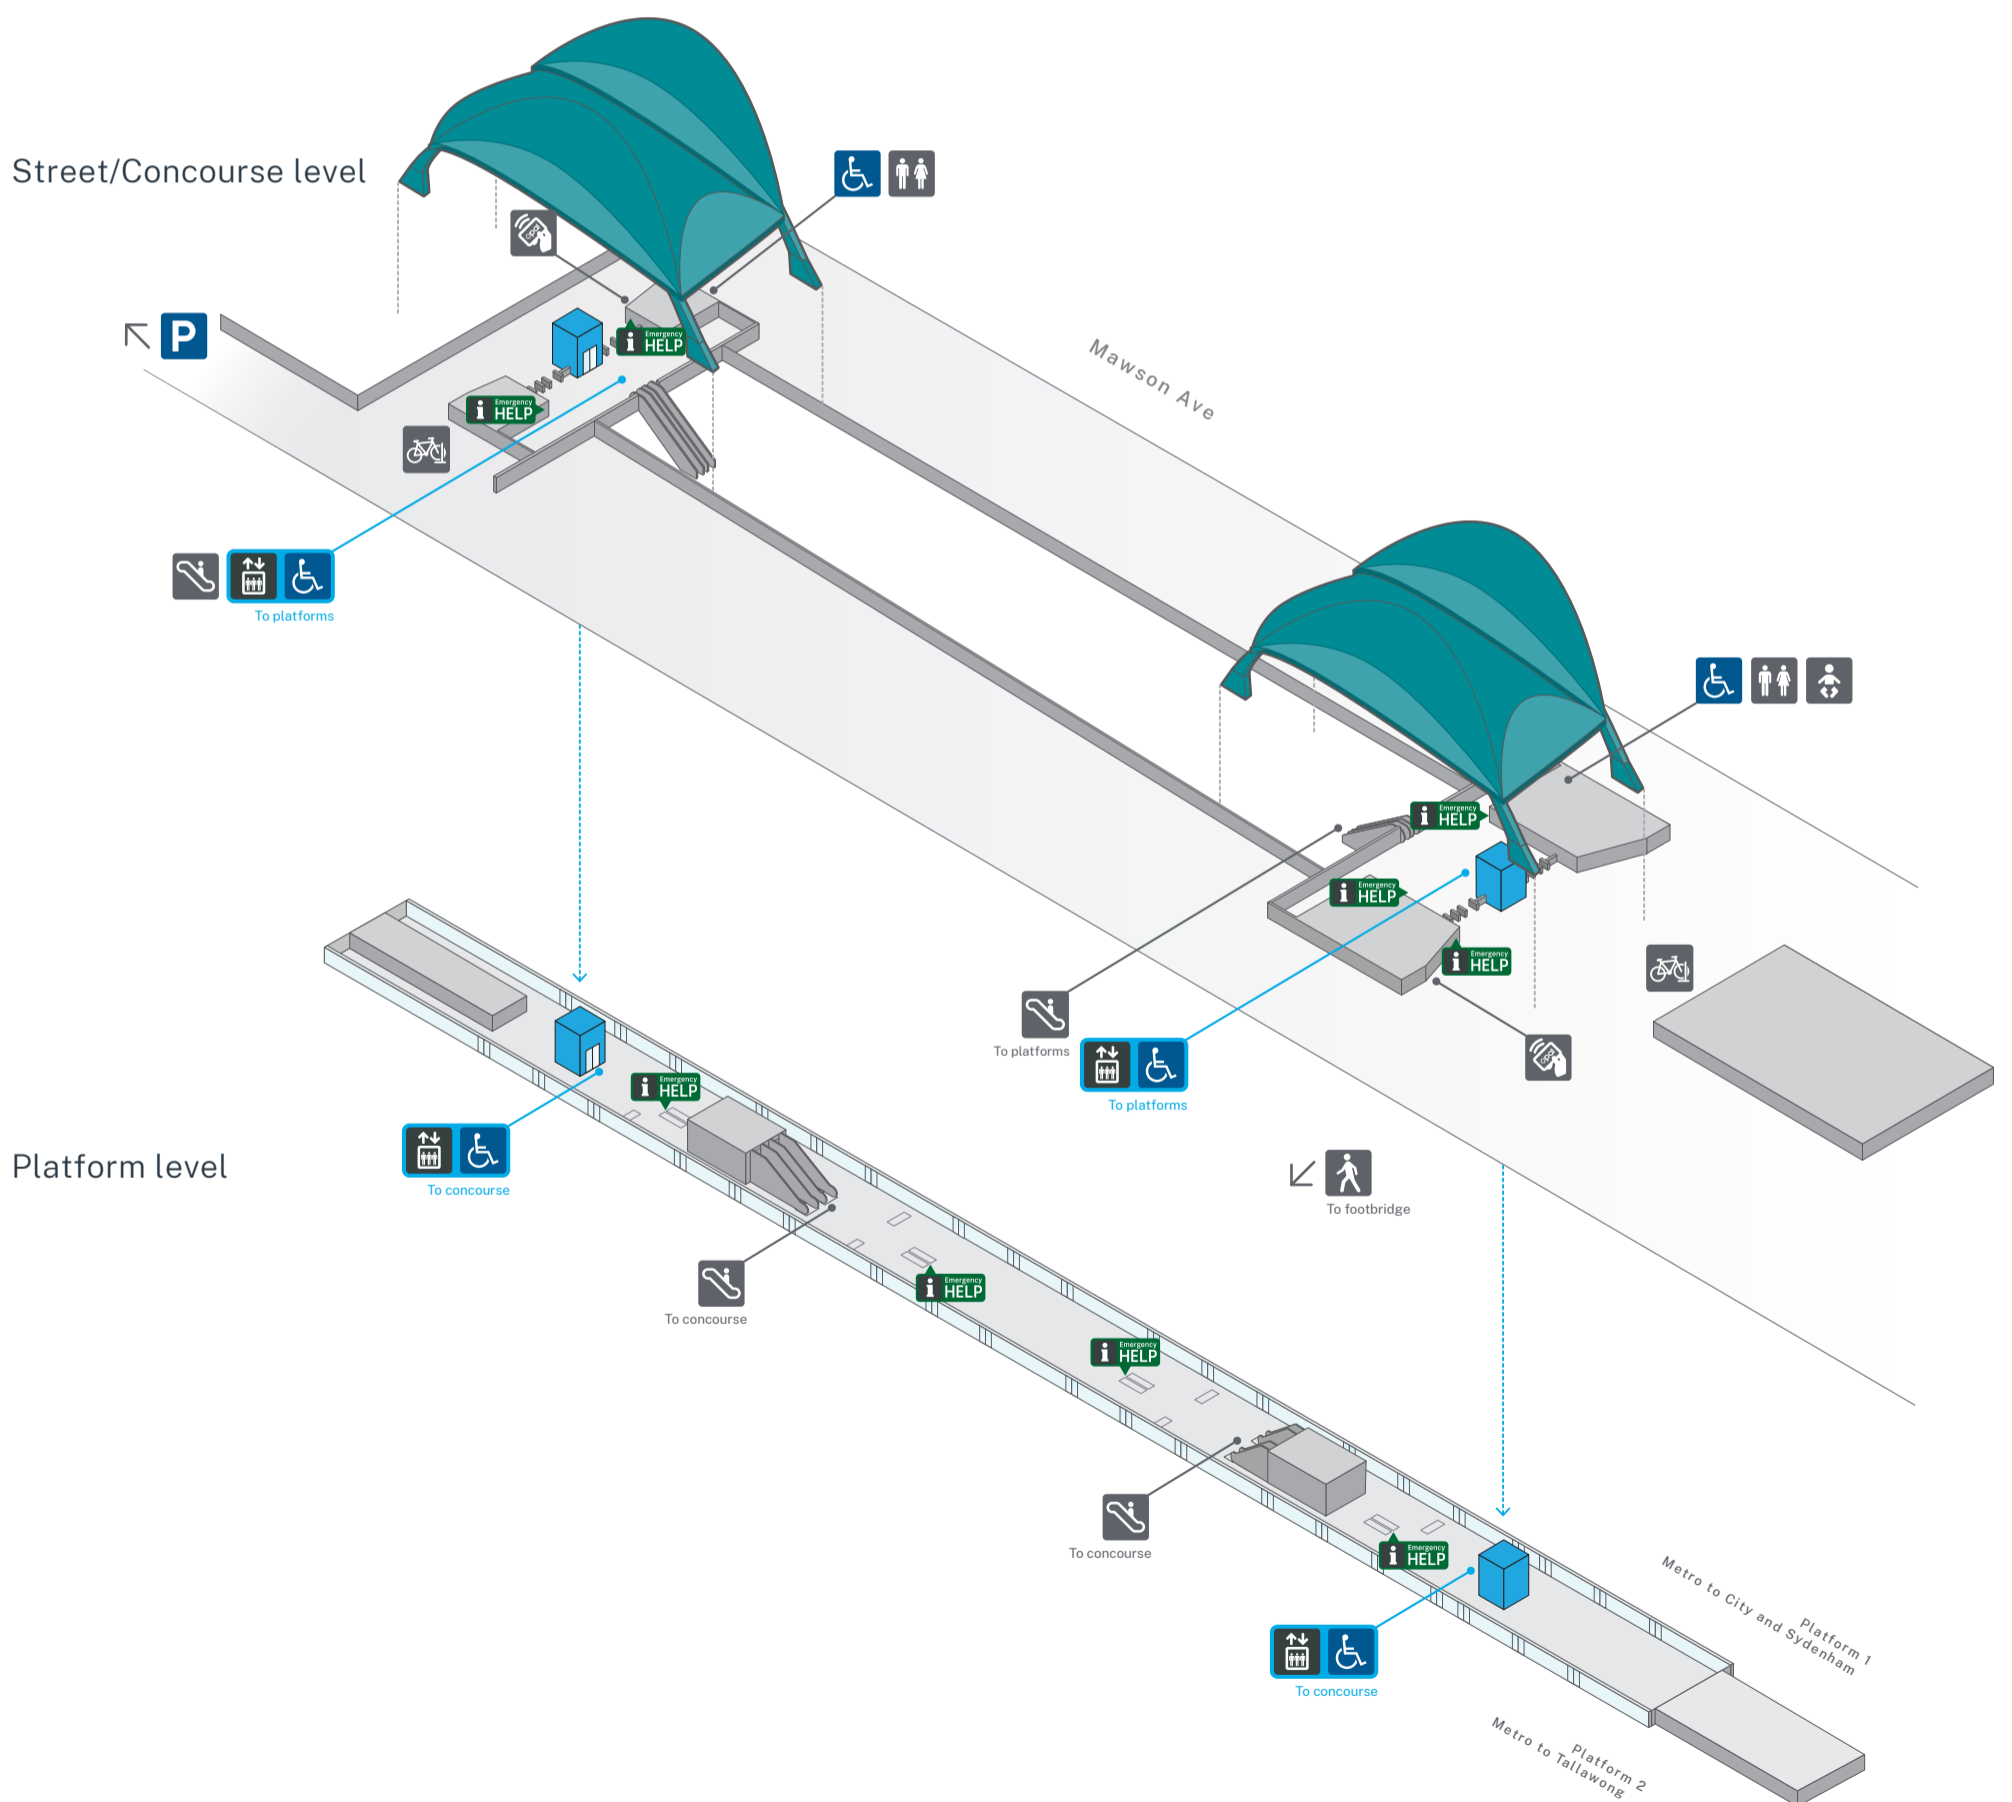 Street/Concourse level
opal
P
Emergency
HELP
Emergency
HELP
Mawson Ave
To platforms
Emergency
HELP
Emergency
HELP
Emergency
HELP
opal
To platforms
To platforms
To footbridge
Platform level
Emergency
HELP
To concourse
To concourse
Emergency
HELP
Emergency
HELP
To concourse
Emergency
HELP
To concourse
Platform 1
Metro to City and Sydenham
Platform 2
Metro to Tallawong